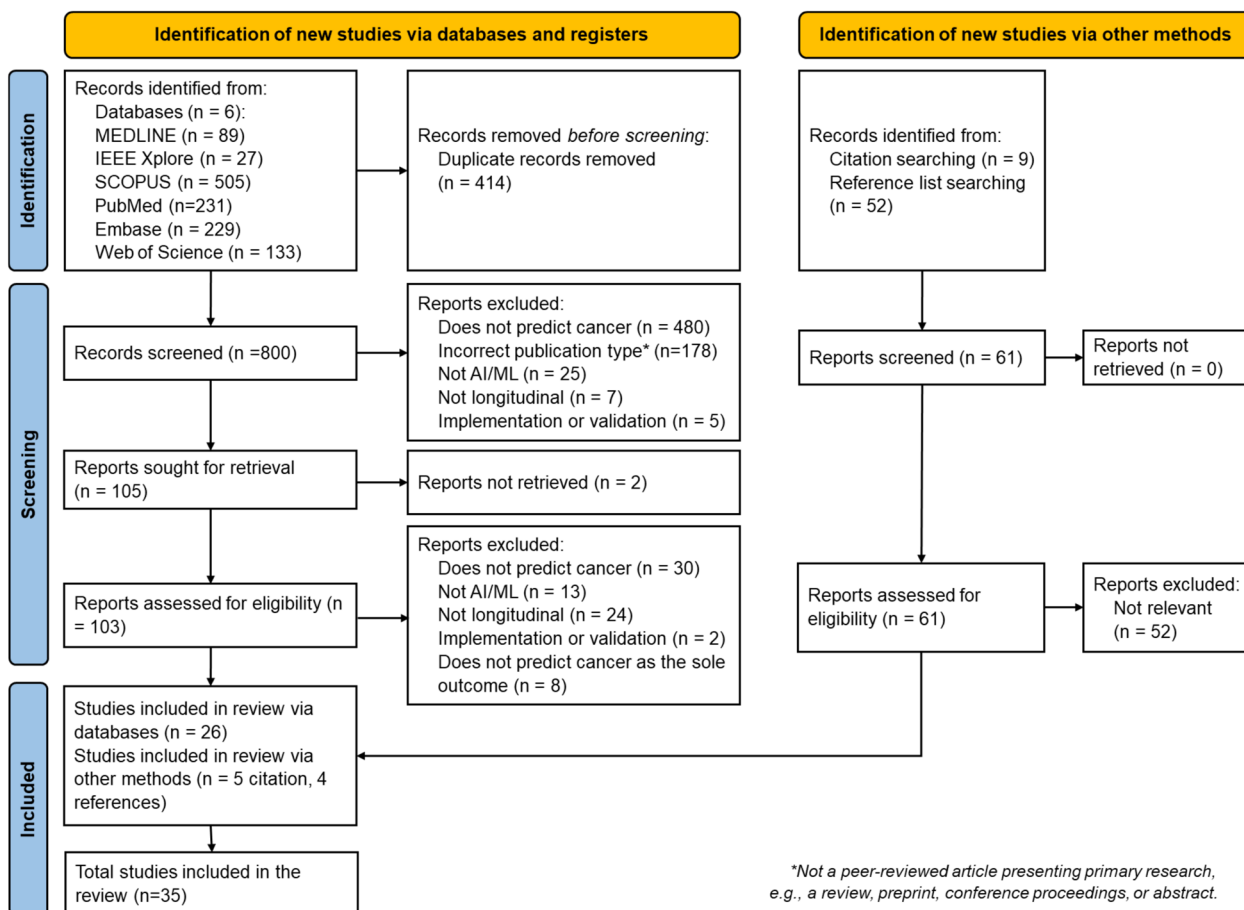 Identification of new studies via databases and registers
Identification of new studies via other methods
Identification
Records identified from:
Databases (n = 6):
MEDLINE (n = 89)
IEEE Xplore (n = 27)
SCOPUS (n = 505)
PubMed (n=231)
Embase (n = 229)
Web of Science (n = 133)
Records removed before screening:
Duplicate records removed
(n = 414)
Records identified from:
Citation searching (n = 9)
Reference list searching
(n = 52)
Screening
Records screened (n =800)
Reports excluded:
Does not predict cancer (n = 480)
Incorrect publication type* (n=178)
Not AI/ML (n = 25)
Not longitudinal (n = 7)
Implementation or validation (n = 5)
Reports screened (n = 61)
Reports not
retrieved (n = 0)
Reports sought for retrieval
(n = 105)
Reports not retrieved (n = 2)
Reports assessed for eligibility (n
= 103)
Reports excluded:
Does not predict cancer (n = 30)
Not AI/ML (n = 13)
Not longitudinal (n = 24)
Implementation or validation (n = 2)
Does not predict cancer as the sole
outcome (n = 8)
Reports assessed for
eligibility (n = 61)
Reports excluded:
Not relevant
(n = 52)
Included
Studies included in review via
databases (n = 26)
Studies included in review via
other methods (n = 5 citation, 4
references)
Total studies included in the
review (n=35)
*Not a peer-reviewed article presenting primary research,
e.g., a review, preprint, conference proceedings, or abstract.